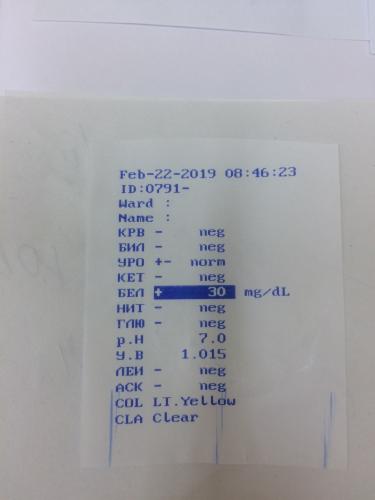 Feb-22-2019 08:46:23
ID:0791-
Ward :
Name :
КРВ - neg
БИЛ - neg
УРО +- norm
КЕТ - neg
БЕЛ + 30 mg/dL
НИТ - neg
ГЛЮ - neg
p.H 7.0
У.В 1.015
ЛЕИ - neg
АСК - neg
COL LT.Yellow
CLA Clear